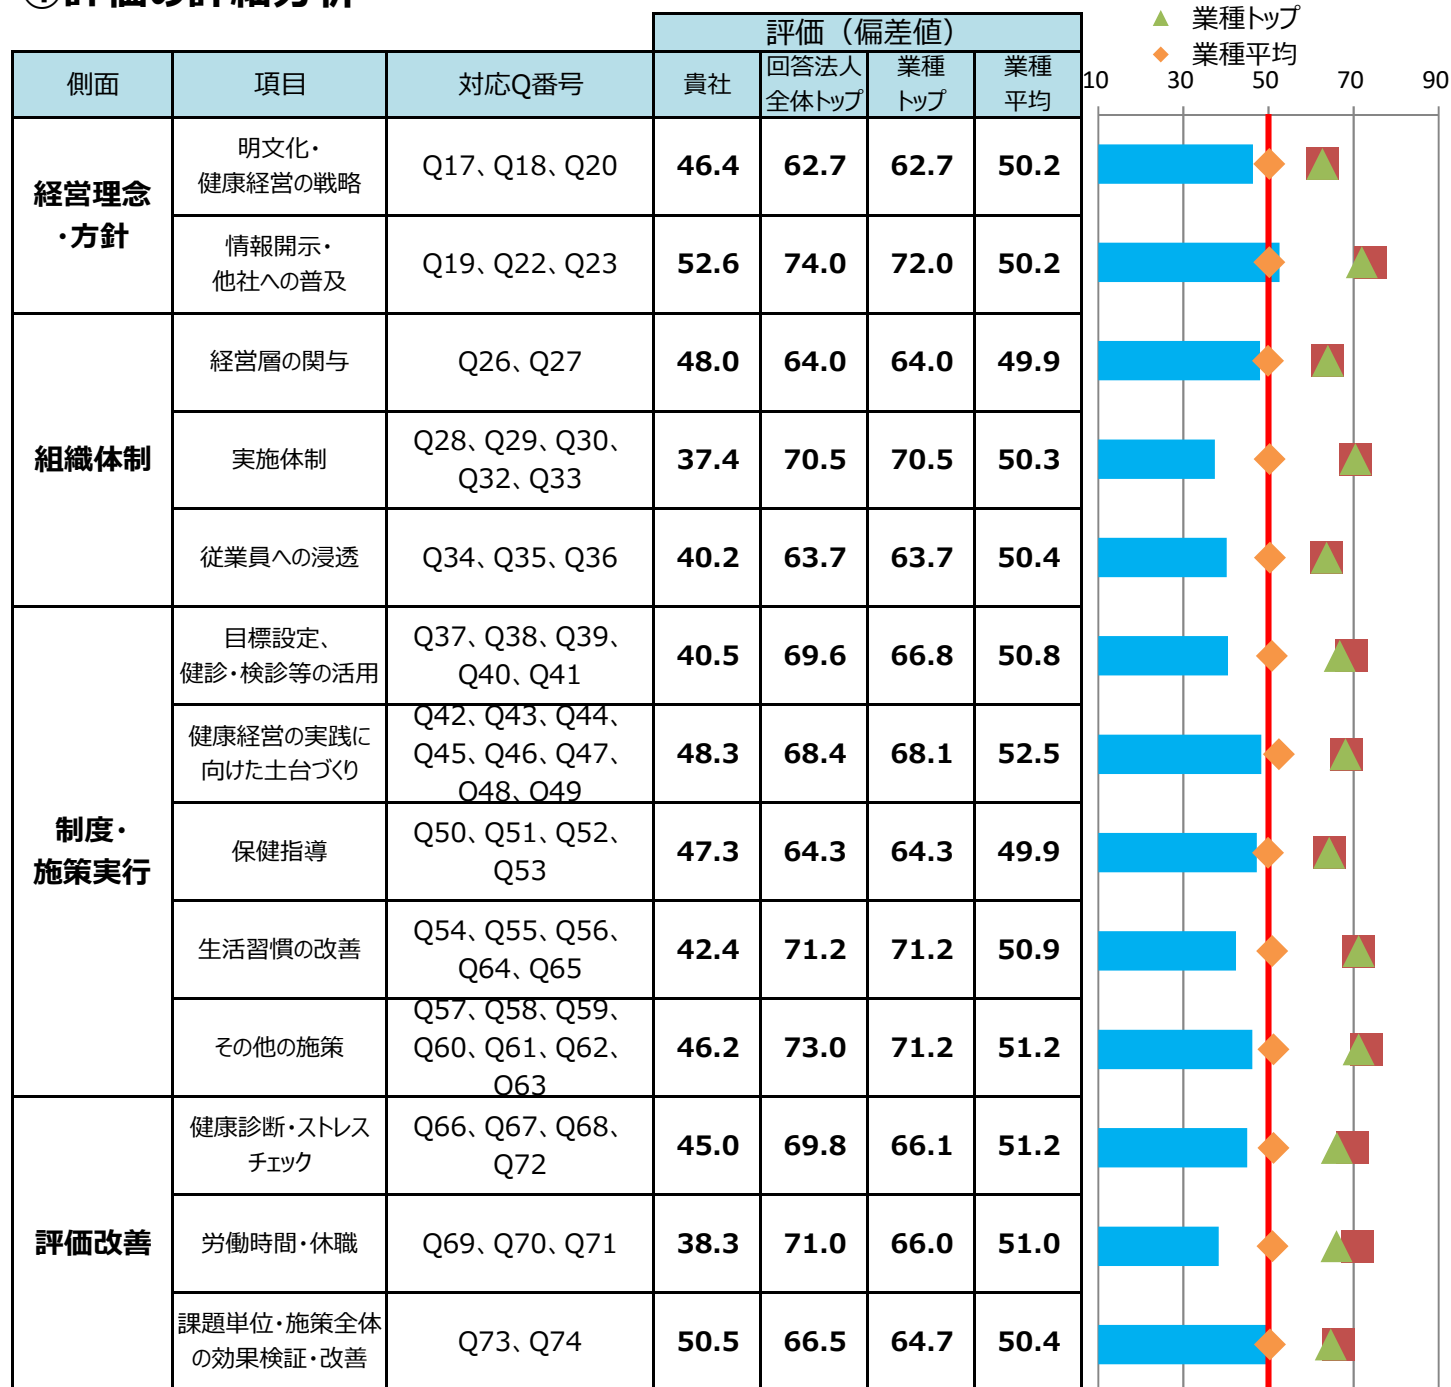 ①評価の詳細分析
業種トップ
業種平均
評価（偏差値）
側面 項目 対応Q番号 貴社 回答法人 業種 業種
全体トップ トップ 平均
10 30 50 70 90
経営理念
・方針
明文化・
健康経営の戦略
Q17、Q18、Q20 46.4 62.7 62.7 50.2
情報開示・
他社への普及
Q19、Q22、Q23 52.6 74.0 72.0 50.2
組織体制
経営層の関与 Q26、Q27 48.0 64.0 64.0 49.9
実施体制
Q28、Q29、Q30、
Q32、Q33
37.4 70.5 70.5 50.3
従業員への浸透 Q34、Q35、Q36 40.2 63.7 63.7 50.4
制度・
施策実行
目標設定、
健診・検診等の活用
Q37、Q38、Q39、
Q40、Q41
40.5 69.6 66.8 50.8
健康経営の実践に
向けた土台づくり
Q42、Q43、Q44、
Q45、Q46、Q47、
Q48、Q49
48.3 68.4 68.1 52.5
保健指導
Q50、Q51、Q52、
Q53
47.3 64.3 64.3 49.9
生活習慣の改善
Q54、Q55、Q56、
Q64、Q65
42.4 71.2 71.2 50.9
その他の施策
Q57、Q58、Q59、
Q60、Q61、Q62、
Q63
46.2 73.0 71.2 51.2
評価改善
健康診断・ストレス
チェック
Q66、Q67、Q68、
Q72
45.0 69.8 66.1 51.2
労働時間・休職 Q69、Q70、Q71 38.3 71.0 66.0 51.0
課題単位・施策全体
の効果検証・改善
Q73、Q74 50.5 66.5 64.7 50.4